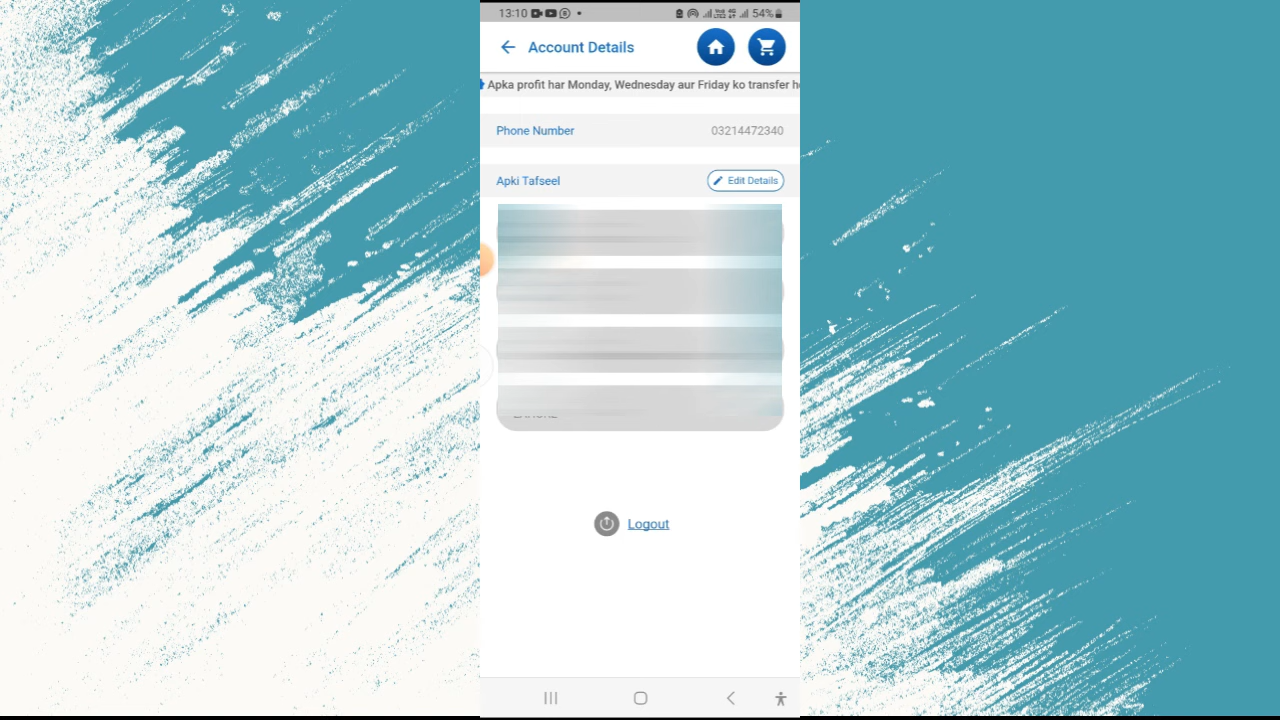 13:10 54%
Account Details
Apka profit har Monday, Wednesday aur Friday ko transfer
Phone Number 03214472340
Apki Tafseel Edit Details
Logout